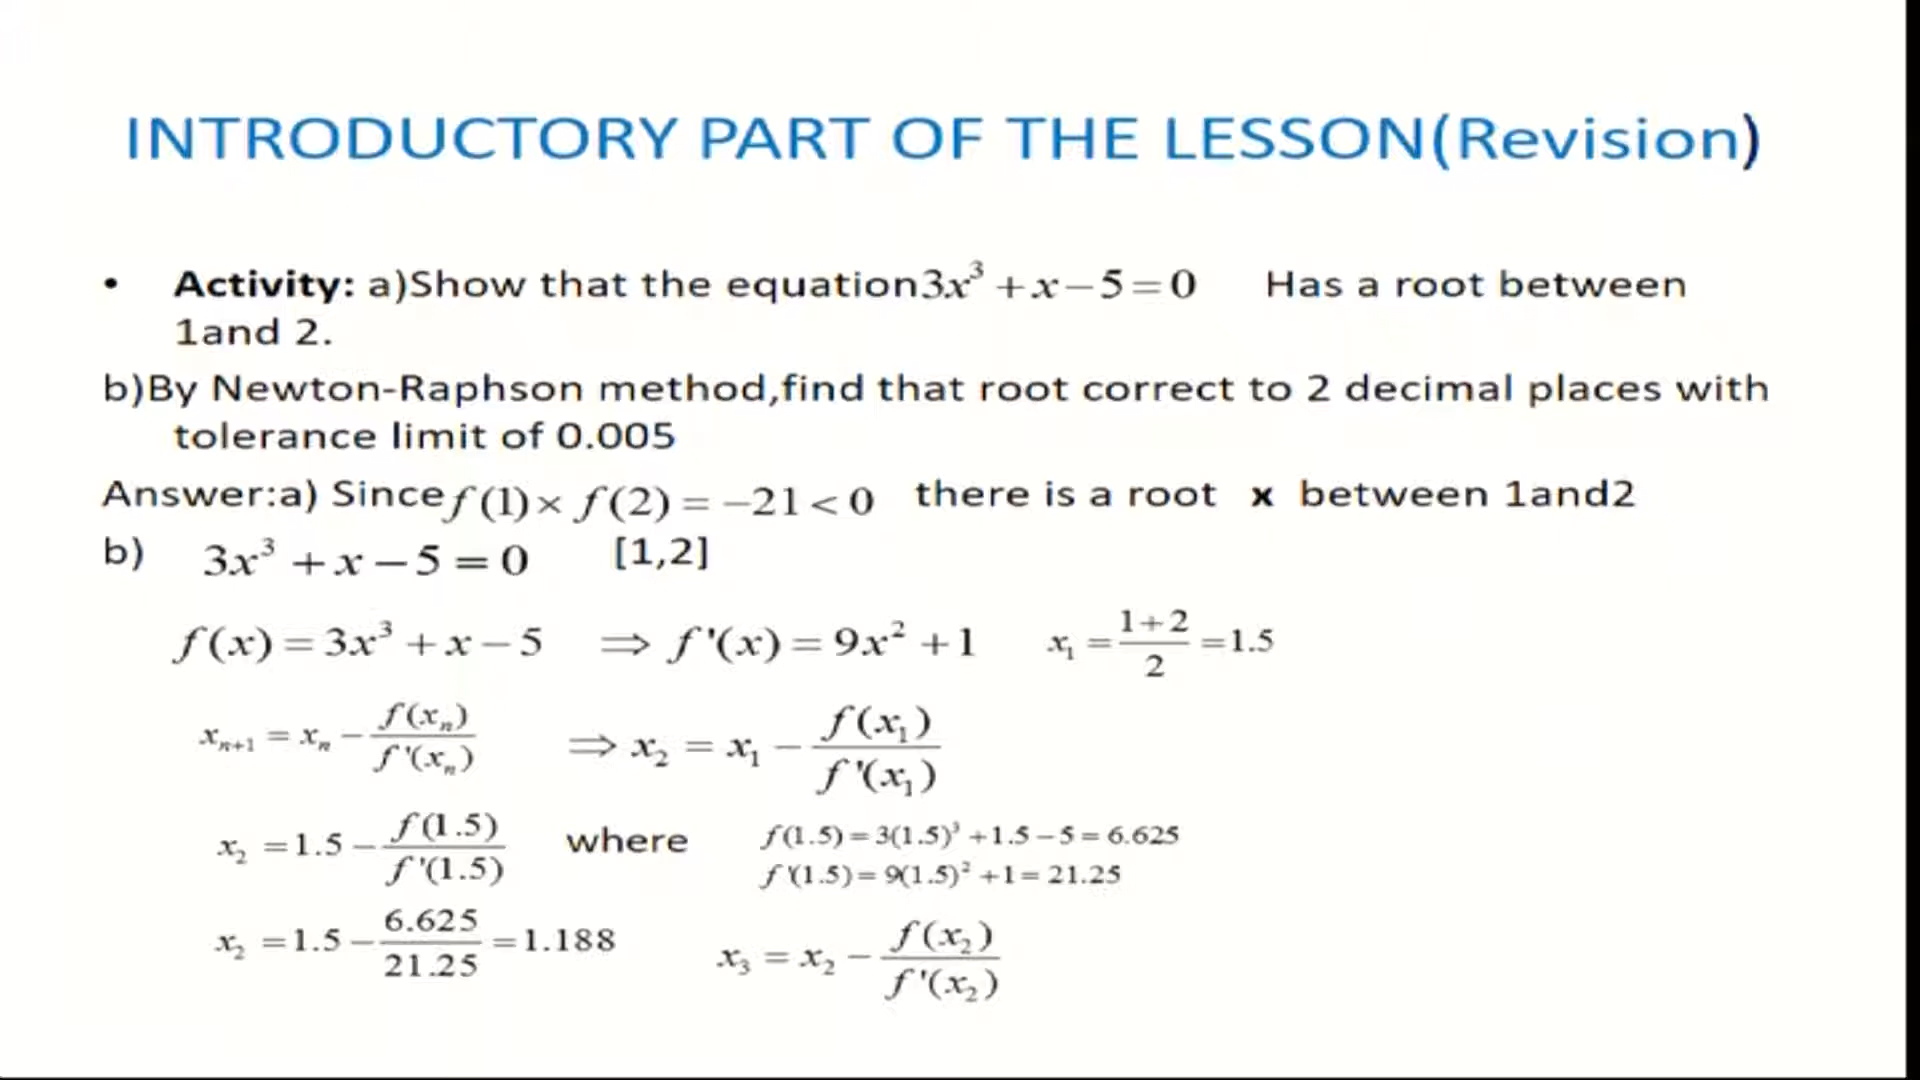 INTRODUCTORY PART OF THE LESSON(Revision)
• Activity: a)Show that the equation 3x³ + x − 5 = 0 Has a root between
1and 2.
b)By Newton-Raphson method,find that root correct to 2 decimal places with
tolerance limit of 0.005
Answer:a) Since f(1) × f(2) = −21 < 0 there is a root x between 1and2
b) 3x³ + x − 5 = 0 [1,2]
f(x) = 3x³ + x − 5 ⇒ f'(x) = 9x² + 1 x₁ = (1+2)/2 = 1.5
xₙ₊₁ = xₙ − f(xₙ)/f'(xₙ) ⇒ x₂ = x₁ − f(x₁)/f'(x₁)
x₂ = 1.5 − f(1.5)/f'(1.5) where f(1.5) = 3(1.5)³ + 1.5 − 5 = 6.625
f'(1.5) = 9(1.5)² + 1 = 21.25
x₂ = 1.5 − 6.625/21.25 = 1.188 x₃ = x₂ − f(x₂)/f'(x₂)